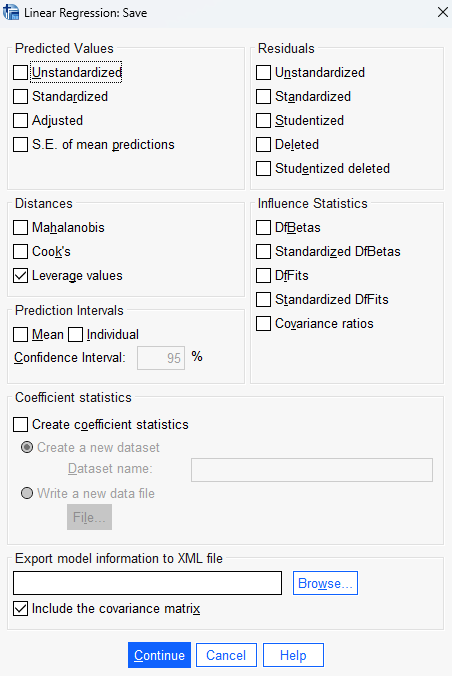 Linear Regression: Save
Predicted Values
Unstandardized
Standardized
Adjusted
S.E. of mean predictions
Residuals
Unstandardized
Standardized
Studentized
Deleted
Studentized deleted
Distances
Mahalanobis
Cook's
Leverage values
Influence Statistics
DfBetas
Standardized DfBetas
DfFits
Standardized DfFits
Covariance ratios
Prediction Intervals
Mean Individual
Confidence Interval: 95 %
Coefficient statistics
Create coefficient statistics
Create a new dataset
Dataset name:
Write a new data file
File...
Export model information to XML file
Browse...
Include the covariance matrix
Continue Cancel Help